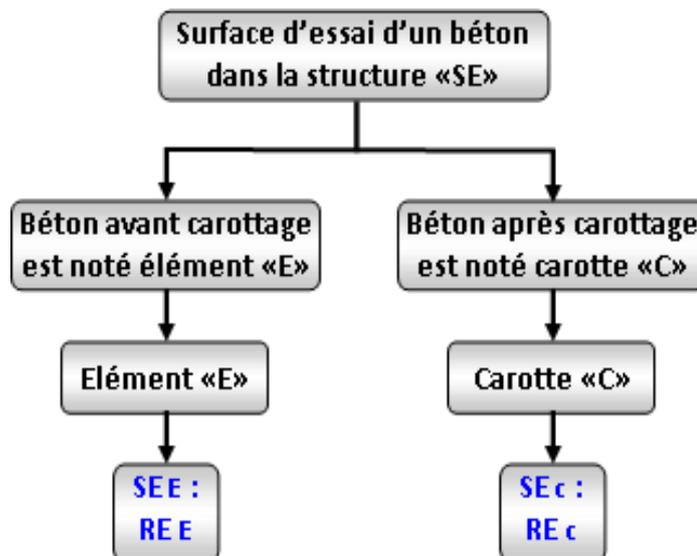 Surface d’essai d’un béton
dans la structure «SE»
Béton avant carottage
est noté élément «E»
Béton après carottage
est noté carotte «C»
Elément «E»
Carotte «C»
SE E :
RE E
SE c :
RE c